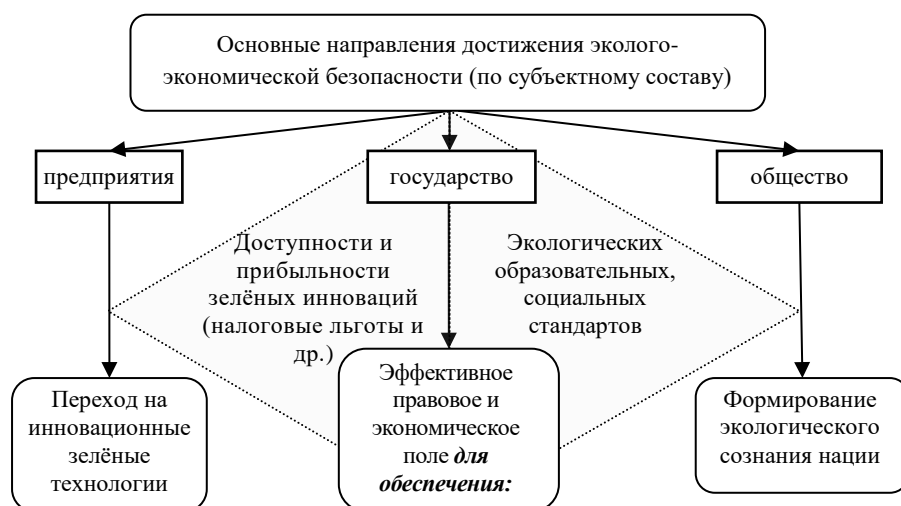 Основные направления достижения эколого-
экономической безопасности (по субъектному составу)
предприятия
государство
общество
Доступности и
прибыльности
зелёных инноваций
(налоговые льготы и
др.)
Экологических
образовательных,
социальных
стандартов
Переход на
инновационные
зелёные
технологии
Эффективное
правовое и
экономическое
поле для
обеспечения:
Формирование
экологического
сознания нации